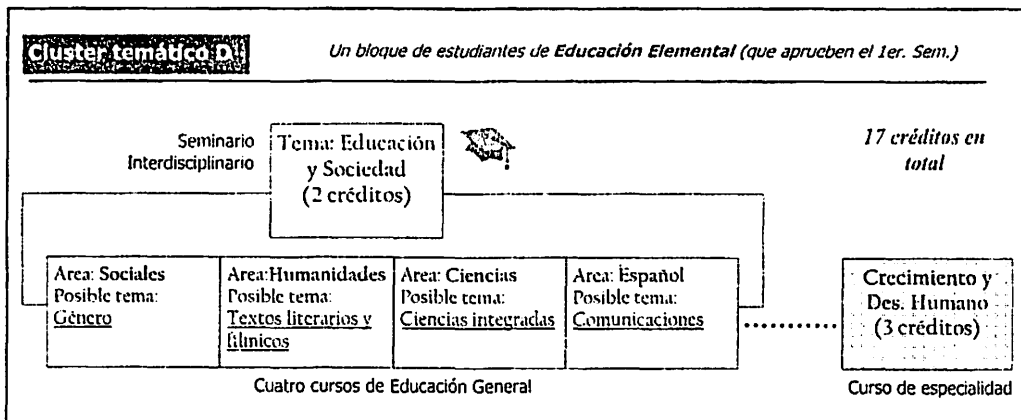 Cluster temático D
Un bloque de estudiantes de Educación Elemental (que aprueben el 1er. Sem.)
Seminario
Interdisciplinario
Tema: Educación
y Sociedad
(2 créditos)
17 créditos en
total
Area: Sociales
Posible tema:
Género
Area:Humanidades
Posible tema:
Textos literarios y
fílmicos
Area: Ciencias
Posible tema:
Ciencias integradas
Area: Español
Posible tema:
Comunicaciones
Crecimiento y
Des. Humano
(3 créditos)
Cuatro cursos de Educación General
Curso de especialidad